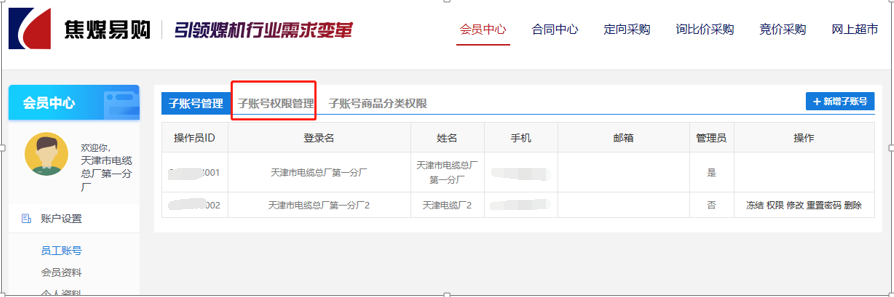 焦煤易购
引领煤机行业需求变革
会员中心 合同中心 定向采购 询比价采购 竞价采购 网上超市
会员中心
欢迎你,
天津市电缆
总厂第一分
厂
账户设置
员工账号
会员资料
个人资料
子账号管理 子账号权限管理 子账号商品分类权限 + 新增子账号
操作员ID 登录名 姓名 手机 邮箱 管理员 操作
001 天津市电缆总厂第一分厂 天津市电缆总厂第一分厂 是
002 天津市电缆总厂第一分厂2 天津电缆厂2 否 冻结 权限 修改 重置密码 删除